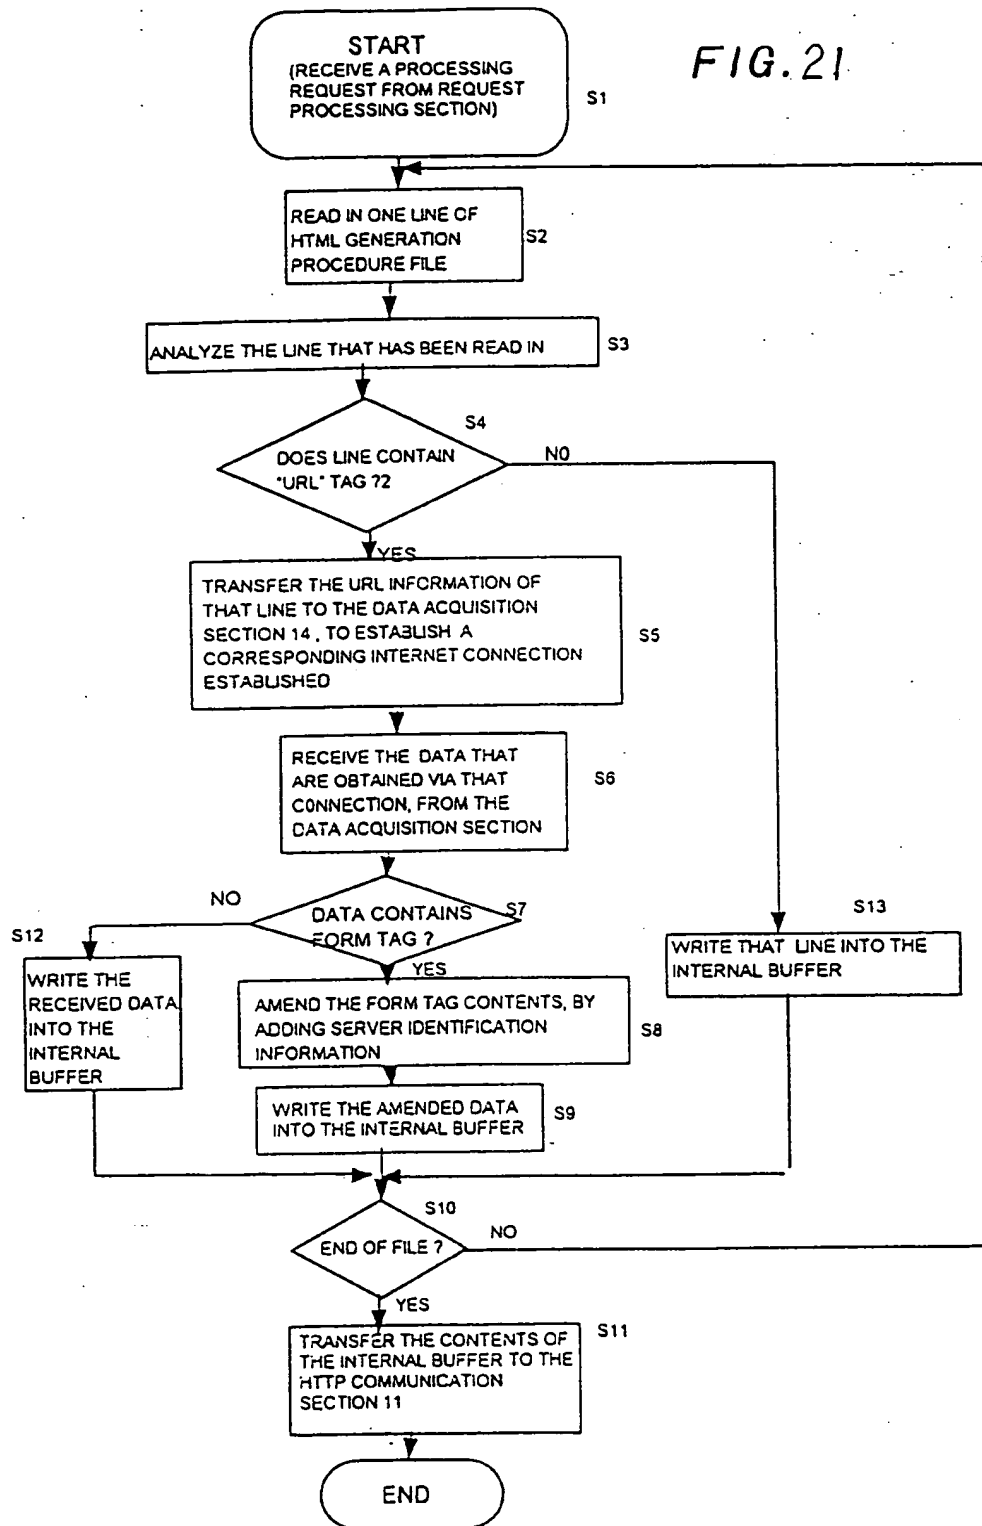 FIG. 21
START
(RECEIVE A PROCESSING
REQUEST FROM REQUEST
PROCESSING SECTION)
S1
READ IN ONE LINE OF
HTML GENERATION
PROCEDURE FILE
S2
ANALYZE THE LINE THAT HAS BEEN READ IN
S3
S4
DOES LINE CONTAIN
"URL" TAG ?2
NO
YES
TRANSFER THE URL INFORMATION OF
THAT LINE TO THE DATA ACQUISITION
SECTION 14, TO ESTABLISH A
CORRESPONDING INTERNET CONNECTION
ESTABLISHED
S5
RECEIVE THE DATA THAT
ARE OBTAINED VIA THAT
CONNECTION, FROM THE
DATA ACQUISITION SECTION
S6
NO
DATA CONTAINS
FORM TAG ?
S7
YES
S12
WRITE THE
RECEIVED DATA
INTO THE
INTERNAL
BUFFER
AMEND THE FORM TAG CONTENTS, BY
ADDING SERVER IDENTIFICATION
INFORMATION
S8
S13
WRITE THAT LINE INTO THE
INTERNAL BUFFER
WRITE THE AMENDED DATA
INTO THE INTERNAL BUFFER
S9
S10
END OF FILE ?
NO
YES
TRANSFER THE CONTENTS OF
THE INTERNAL BUFFER TO THE
HTTP COMMUNICATION
SECTION 11
S11
END